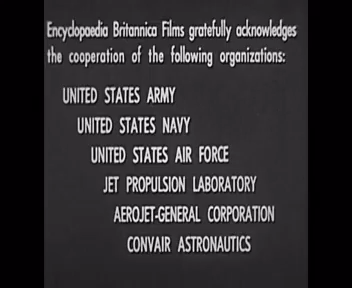 Encyclopaedia Britannica Films gratefully acknowledges
the cooperation of the following organizations:
UNITED STATES ARMY
UNITED STATES NAVY
UNITED STATES AIR FORCE
JET PROPULSION LABORATORY
AEROJET-GENERAL CORPORATION
CONVAIR ASTRONAUTICS